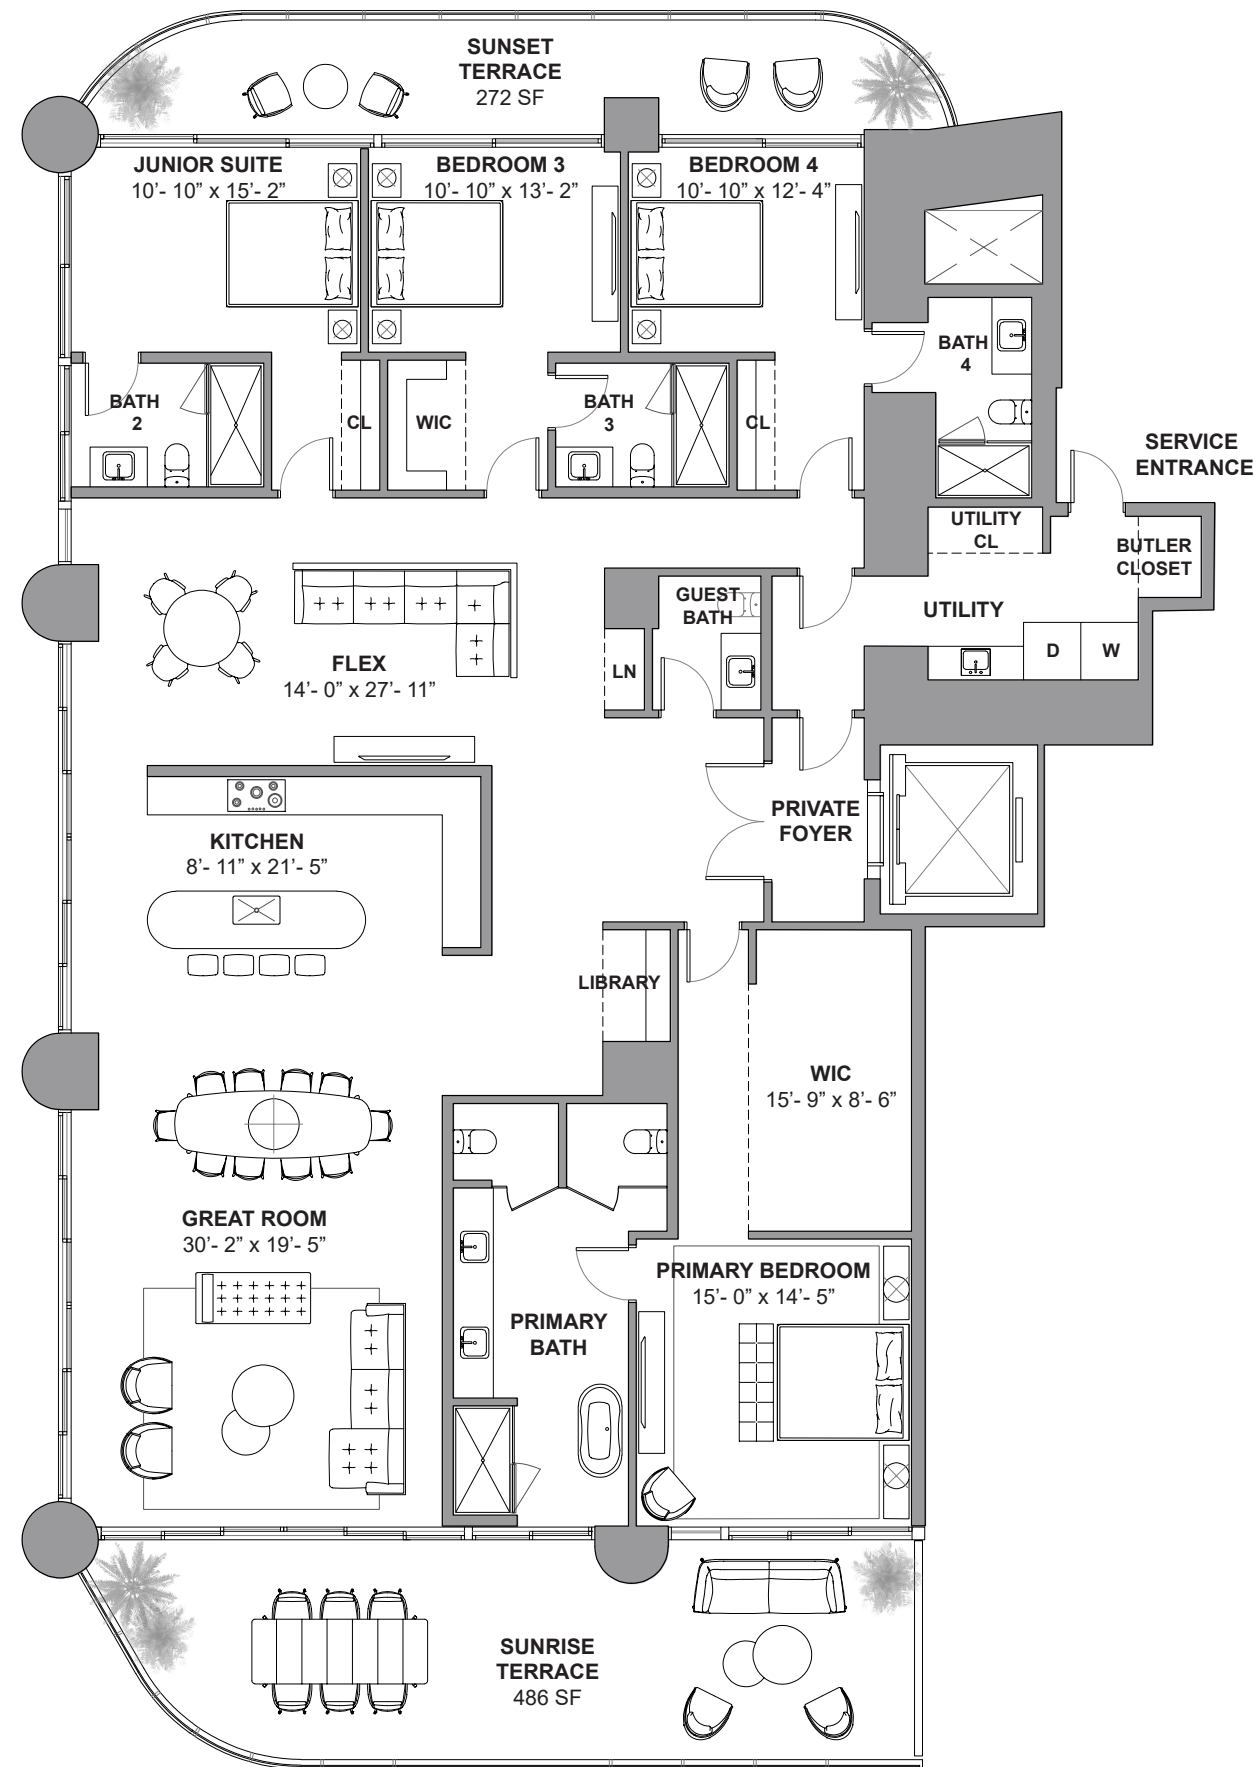 SUNSET
TERRACE
272 SF
JUNIOR SUITE
10’- 10” x 15’- 2”
BEDROOM 3
10’- 10” x 13’- 2”
BEDROOM 4
10’- 10” x 12’- 4”
BATH
4
BATH
2
CL
WIC
BATH
3
CL
SERVICE
ENTRANCE
UTILITY
CL
BUTLER
CLOSET
GUEST
BATH
UTILITY
FLEX
14’- 0” x 27’- 11”
LN
D
W
PRIVATE
FOYER
KITCHEN
8’- 11” x 21’- 5”
LIBRARY
WIC
15’- 9” x 8’- 6”
GREAT ROOM
30’- 2” x 19’- 5”
PRIMARY BEDROOM
15’- 0” x 14’- 5”
PRIMARY
BATH
SUNRISE
TERRACE
486 SF